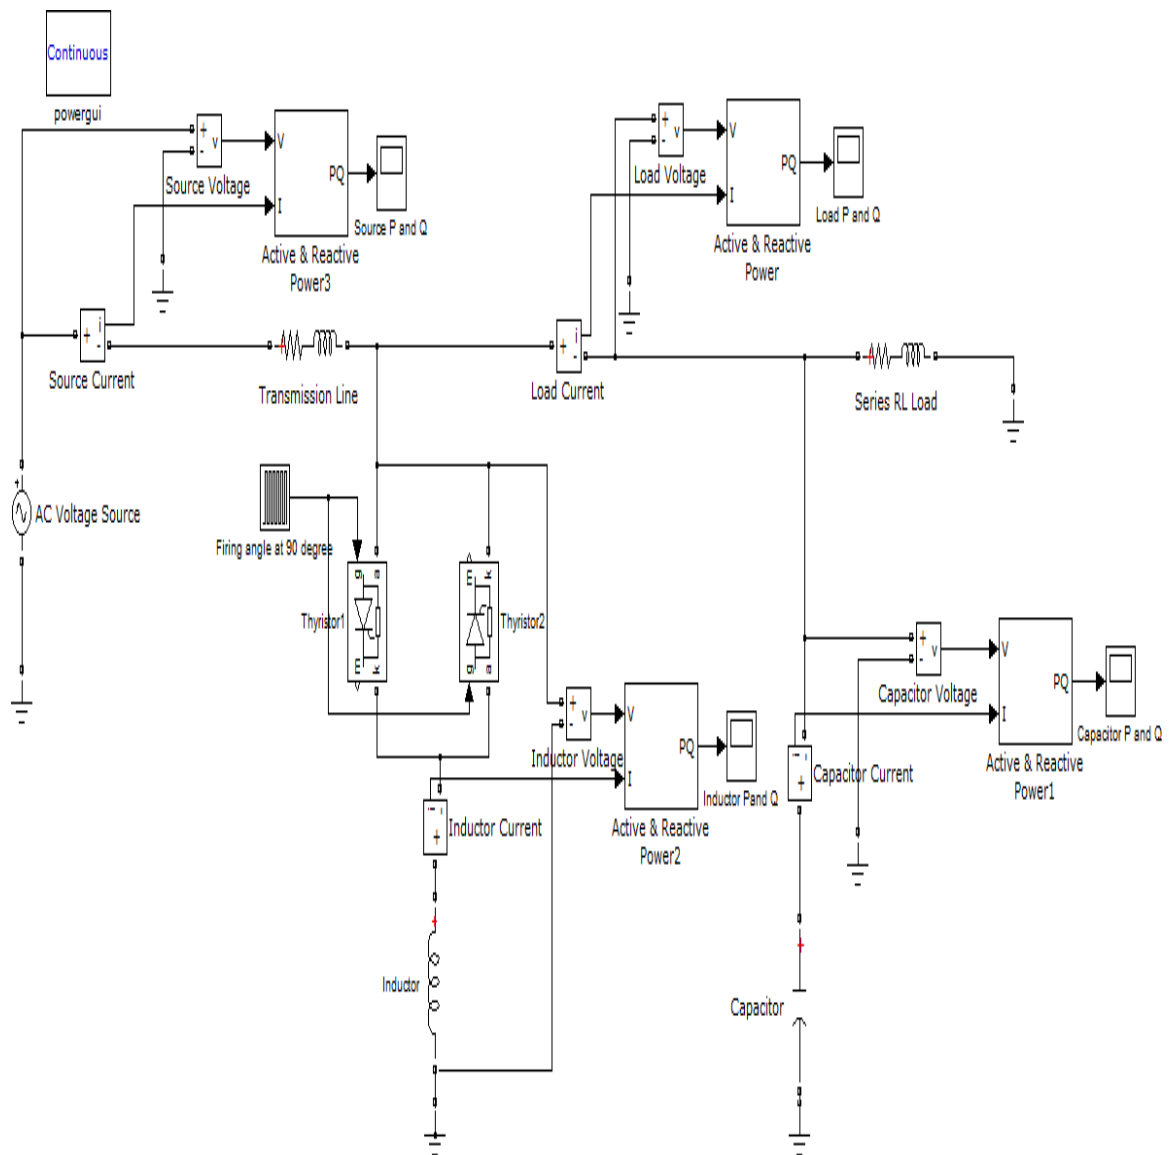 Continuous
powergui
+
-
v
Source Voltage
V
I
PQ
Source P and Q
Active & Reactive
Power3
+
-
v
Load Voltage
V
I
PQ
Load P and Q
Active & Reactive
Power
+
i
-
Source Current
Transmission Line
+
i
-
Load Current
Series RL Load
+
AC Voltage Source
Firing angle at 90 degree
g
a
m
k
Thyristor1
m
k
g
a
Thyristor2
+
-
v
Inductor Voltage
V
I
PQ
Inductor Pand Q
Active & Reactive
Power2
+
-
v
Capacitor Voltage
V
I
PQ
Capacitor P and Q
Active & Reactive
Power1
i
-
+
Capacitor Current
i
-
+
Inductor Current
+
Inductor
+
Capacitor